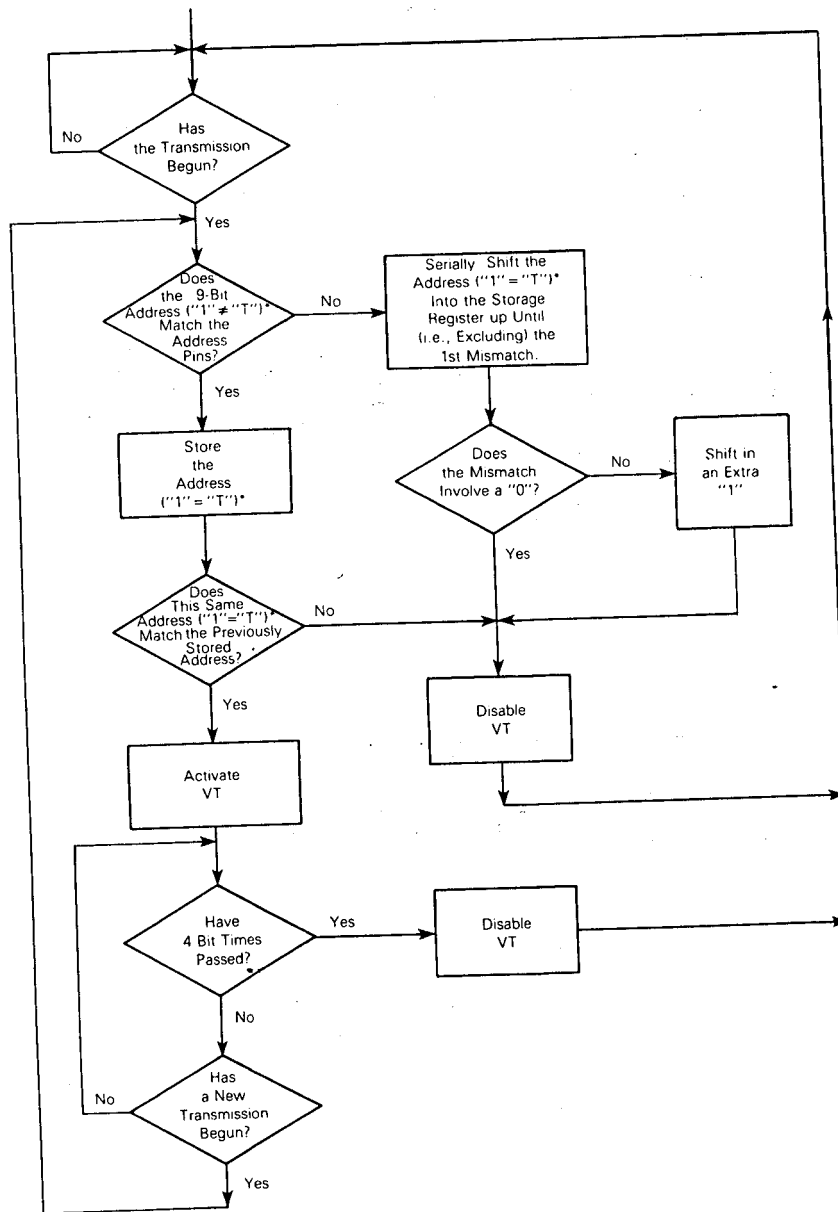 Has
the Transmission
Begun?
No
Yes
Does
the 9-Bit
Address ("1" ≠ "T")*
Match the
Address
Pins?
No
Yes
Serially Shift the
Address ("1" = "T")*
Into the Storage
Register up Until
(i.e., Excluding) the
1st Mismatch.
Store
the
Address
("1" = "T")*
Does
the Mismatch
Involve a "0"?
No
Yes
Shift in
an Extra
"1"
Does
This Same
Address ("1"="T")*
Match the Previously
Stored
Address?
No
Yes
Disable
VT
Activate
VT
Have
4 Bit Times
Passed?
Yes
No
Disable
VT
Has
a New
Transmission
Begun?
No
Yes